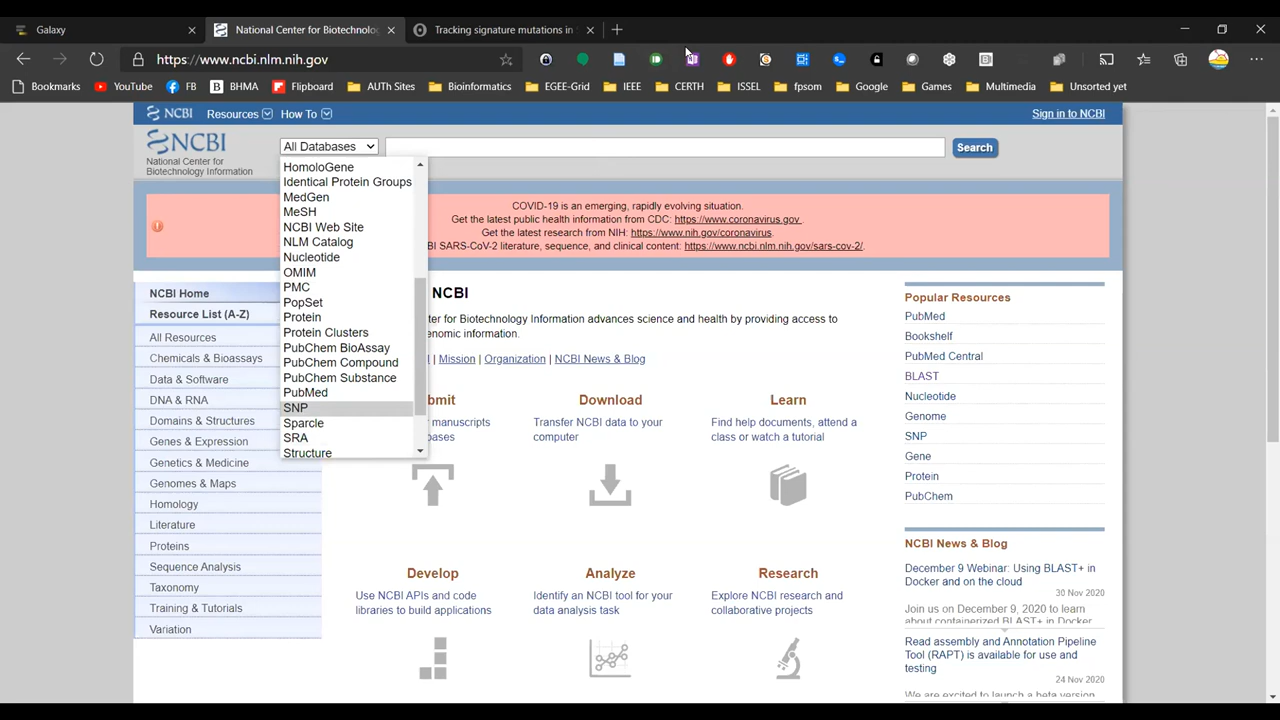 Galaxy
National Center for Biotechnolog
Tracking signature mutations in
https://www.ncbi.nlm.nih.gov
Bookmarks
YouTube
FB
BHMA
Flipboard
AUTh Sites
Bioinformatics
EGEE-Grid
IEEE
CERTH
ISSEL
fpsom
Google
Games
Multimedia
Unsorted yet
NCBI
Resources
How To
Sign in to NCBI
NCBI
National Center for
Biotechnology Information
All Databases
Search
HomoloGene
Identical Protein Groups
MedGen
MeSH
NCBI Web Site
NLM Catalog
Nucleotide
OMIM
PMC
PopSet
Protein
Protein Clusters
PubChem BioAssay
PubChem Compound
PubChem Substance
PubMed
SNP
Sparcle
SRA
Structure
COVID-19 is an emerging, rapidly evolving situation.
Get the latest public health information from CDC: https://www.coronavirus.gov .
Get the latest research from NIH: https://www.nih.gov/coronavirus.
BI SARS-CoV-2 literature, sequence, and clinical content: https://www.ncbi.nlm.nih.gov/sars-cov-2/.
NCBI Home
Resource List (A-Z)
All Resources
Chemicals & Bioassays
Data & Software
DNA & RNA
Domains & Structures
Genes & Expression
Genetics & Medicine
Genomes & Maps
Homology
Literature
Proteins
Sequence Analysis
Taxonomy
Training & Tutorials
Variation
NCBI
er for Biotechnology Information advances science and health by providing access to
enomic information.
| Mission | Organization | NCBI News & Blog
bmit
manuscripts
bases
Download
Transfer NCBI data to your
computer
Learn
Find help documents, attend a
class or watch a tutorial
Develop
Use NCBI APIs and code
libraries to build applications
Analyze
Identify an NCBI tool for your
data analysis task
Research
Explore NCBI research and
collaborative projects
Popular Resources
PubMed
Bookshelf
PubMed Central
BLAST
Nucleotide
Genome
SNP
Gene
Protein
PubChem
NCBI News & Blog
December 9 Webinar: Using BLAST+ in
Docker and on the cloud
30 Nov 2020
Join us on December 9, 2020 to learn
about containerized BLAST+ in Docker
Read assembly and Annotation Pipeline
Tool (RAPT) is available for use and
testing
24 Nov 2020
We are excited to launch a beta version